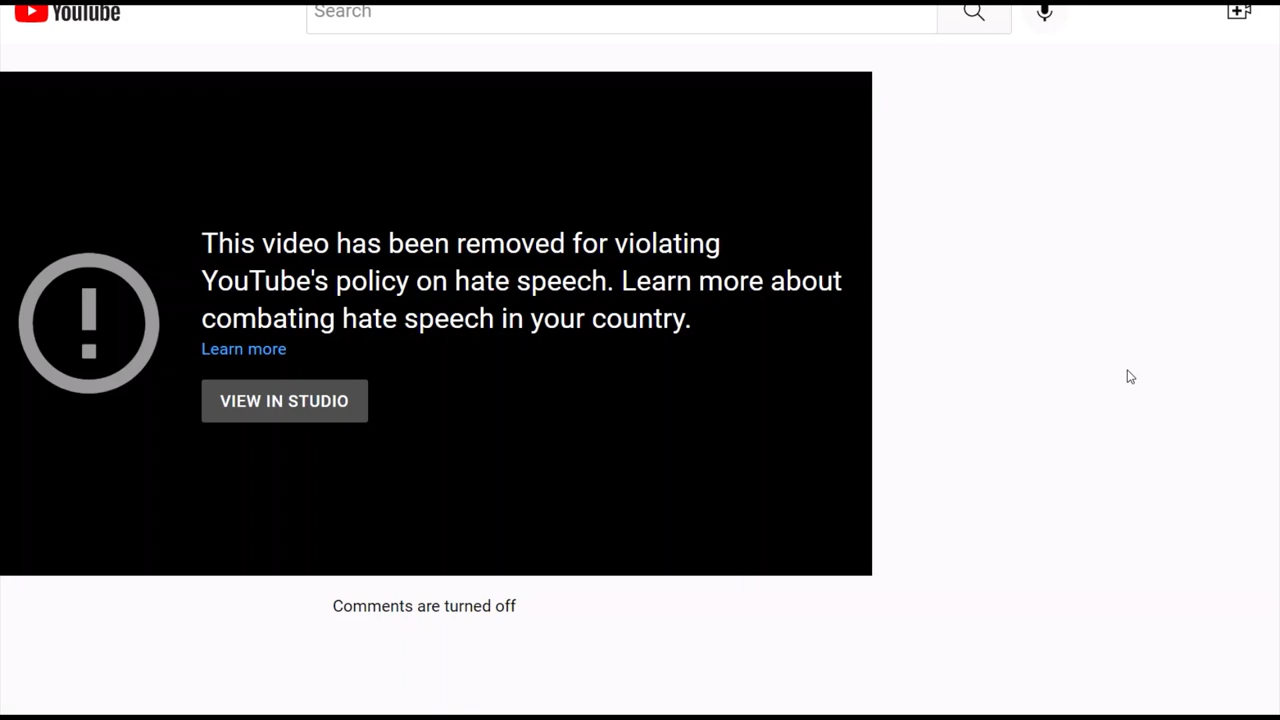 YouTube
Search
This video has been removed for violating
YouTube's policy on hate speech. Learn more about
combating hate speech in your country.
Learn more
VIEW IN STUDIO
Comments are turned off